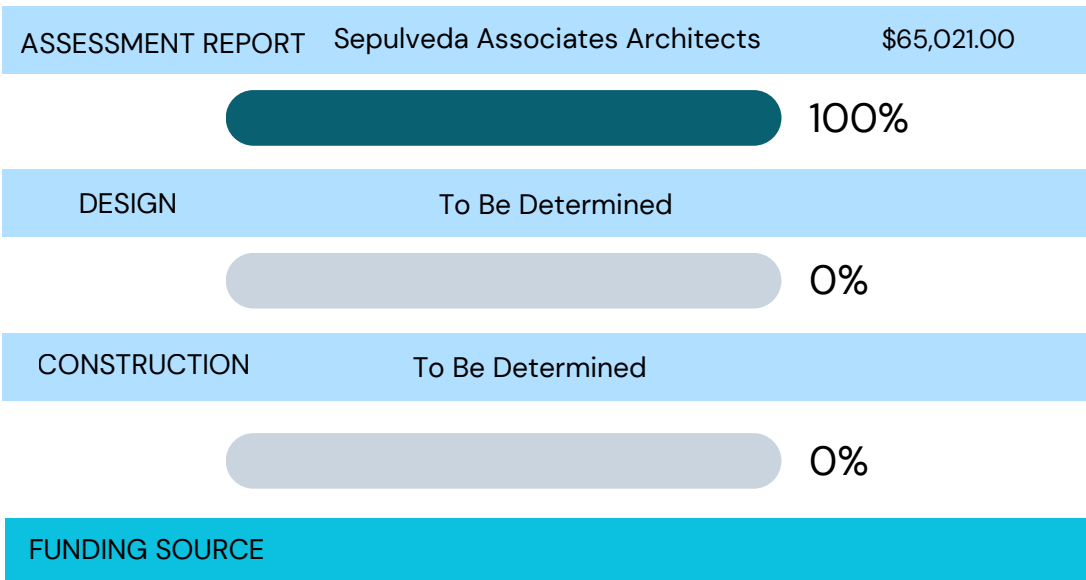 ASSESSMENT REPORT Sepulveda Associates Architects $65,021.00
100%
DESIGN To Be Determined
0%
CONSTRUCTION To Be Determined
0%
FUNDING SOURCE